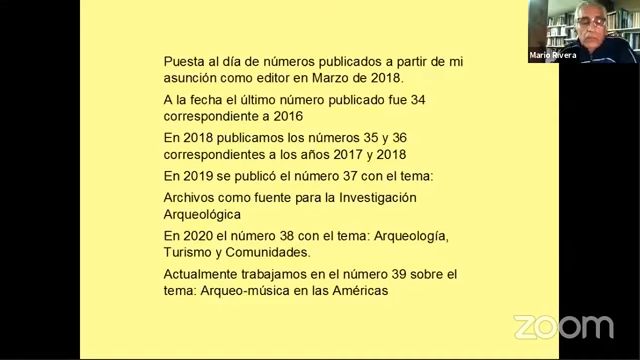 Puesta al día de números publicados a partir de mi
asunción como editor en Marzo de 2018.
A la fecha el último número publicado fue 34
correspondiente a 2016
En 2018 publicamos los números 35 y 36
correspondientes a los años 2017 y 2018
En 2019 se publicó el número 37 con el tema:
Archivos como fuente para la Investigación
Arqueológica
En 2020 el número 38 con el tema: Arqueología,
Turismo y Comunidades.
Actualmente trabajamos en el número 39 sobre el
tema: Arqueo-música en las Américas
Mario Rivera
zoom